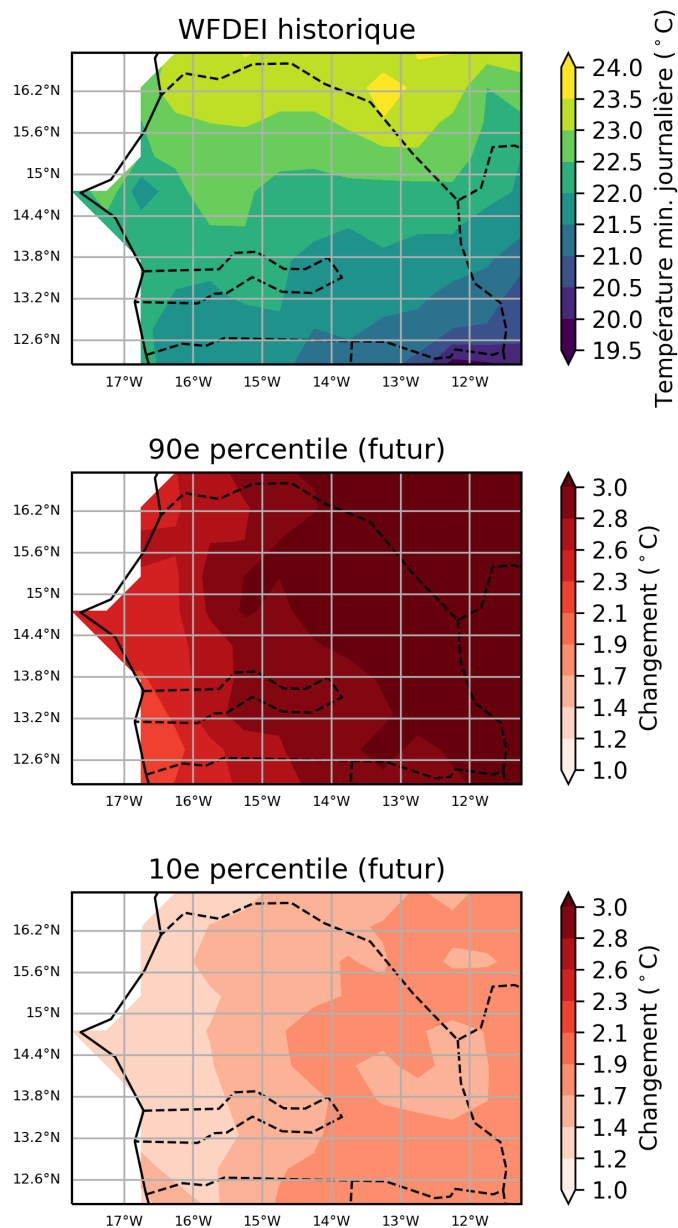 WFDEI historique
16.2°N
15.6°N
15°N
14.4°N
13.8°N
13.2°N
12.6°N
17°W 16°W 15°W 14°W 13°W 12°W
24.0
23.5
23.0
22.5
22.0
21.5
21.0
20.5
20.0
19.5
Température min. journalière (°C)
90e percentile (futur)
16.2°N
15.6°N
15°N
14.4°N
13.8°N
13.2°N
12.6°N
17°W 16°W 15°W 14°W 13°W 12°W
3.0
2.8
2.6
2.3
2.1
1.9
1.7
1.4
1.2
1.0
Changement (°C)
10e percentile (futur)
16.2°N
15.6°N
15°N
14.4°N
13.8°N
13.2°N
12.6°N
17°W 16°W 15°W 14°W 13°W 12°W
3.0
2.8
2.6
2.3
2.1
1.9
1.7
1.4
1.2
1.0
Changement (°C)